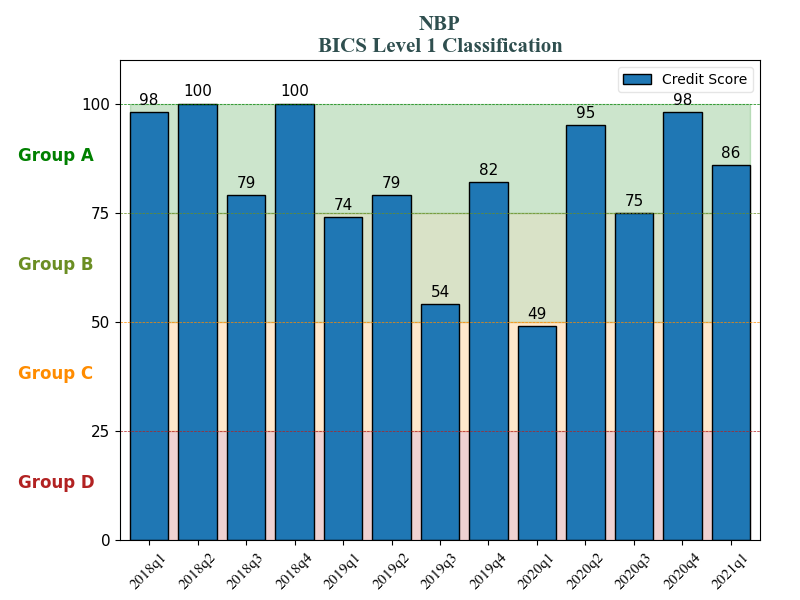 NBP
BICS Level 1 Classification
Credit Score
98
100
79
100
74
79
54
82
49
95
75
98
86
100
75
50
25
0
Group A
Group B
Group C
Group D
2018q1
2018q2
2018q3
2018q4
2019q1
2019q2
2019q3
2019q4
2020q1
2020q2
2020q3
2020q4
2021q1